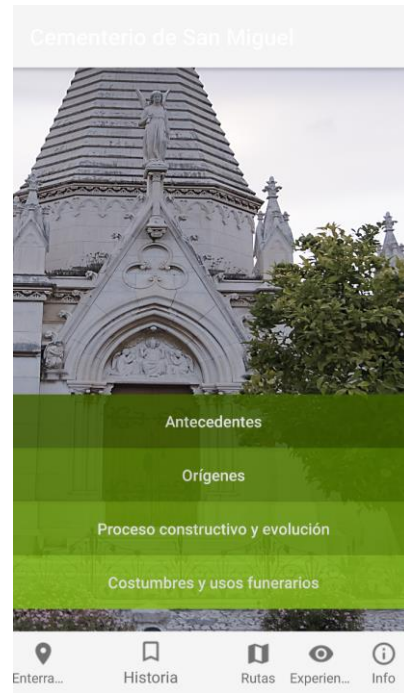 Cementerio de San Miguel
Antecedentes
Orígenes
Proceso constructivo y evolución
Costumbres y usos funerarios
Enterra...
Historia
Rutas
Experien...
Info